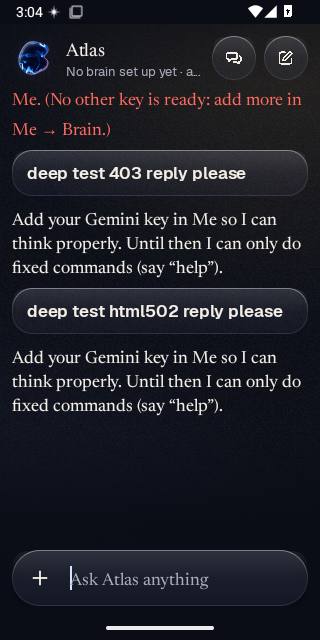 3:04
Atlas
No brain set up yet · a…
Me. (No other key is ready: add more in
Me → Brain.)
deep test 403 reply please
Add your Gemini key in Me so I can
think properly. Until then I can only do
fixed commands (say “help”).
deep test html502 reply please
Add your Gemini key in Me so I can
think properly. Until then I can only do
fixed commands (say “help”).
Ask Atlas anything